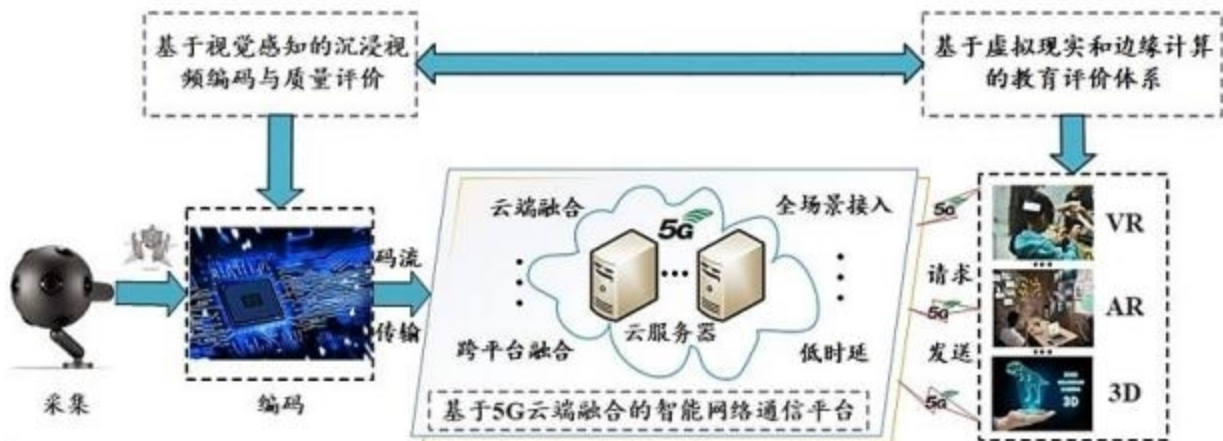 基于视觉感知的沉浸视
频编码与质量评价
基于虚拟现实和边缘计算
的教育评价体系
云端融合
5G
全场景接入
5G
VR
码流
请求
5G
AR
传输
跨平台融合
云服务器
低时延
发送
5G
3D
3D
采集
编码
基于5G云端融合的智能网络通信平台